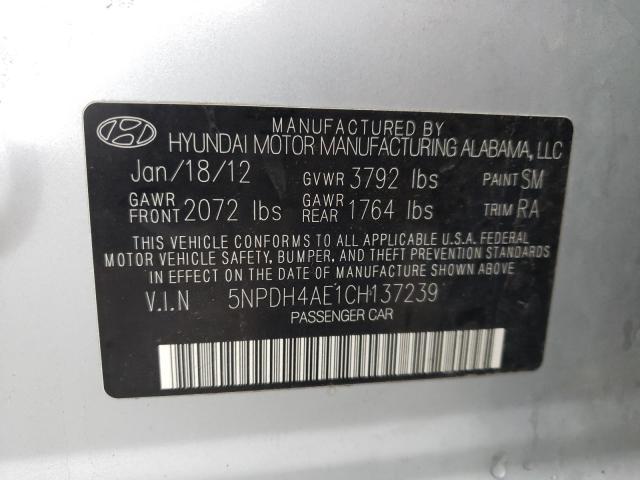 MANUFACTURED BY
HYUNDAI MOTOR MANUFACTURING ALABAMA, LLC
Jan/18/12 GVWR 3792 lbs PAINT SM
GAWR FRONT 2072 lbs GAWR REAR 1764 lbs TRIM RA
THIS VEHICLE CONFORMS TO ALL APPLICABLE U.S.A. FEDERAL
MOTOR VEHICLE SAFETY, BUMPER, AND THEFT PREVENTION STANDARDS
IN EFFECT ON THE DATE OF MANUFACTURE SHOWN ABOVE
V.I.N 5NPDH4AE1CH137239
PASSENGER CAR